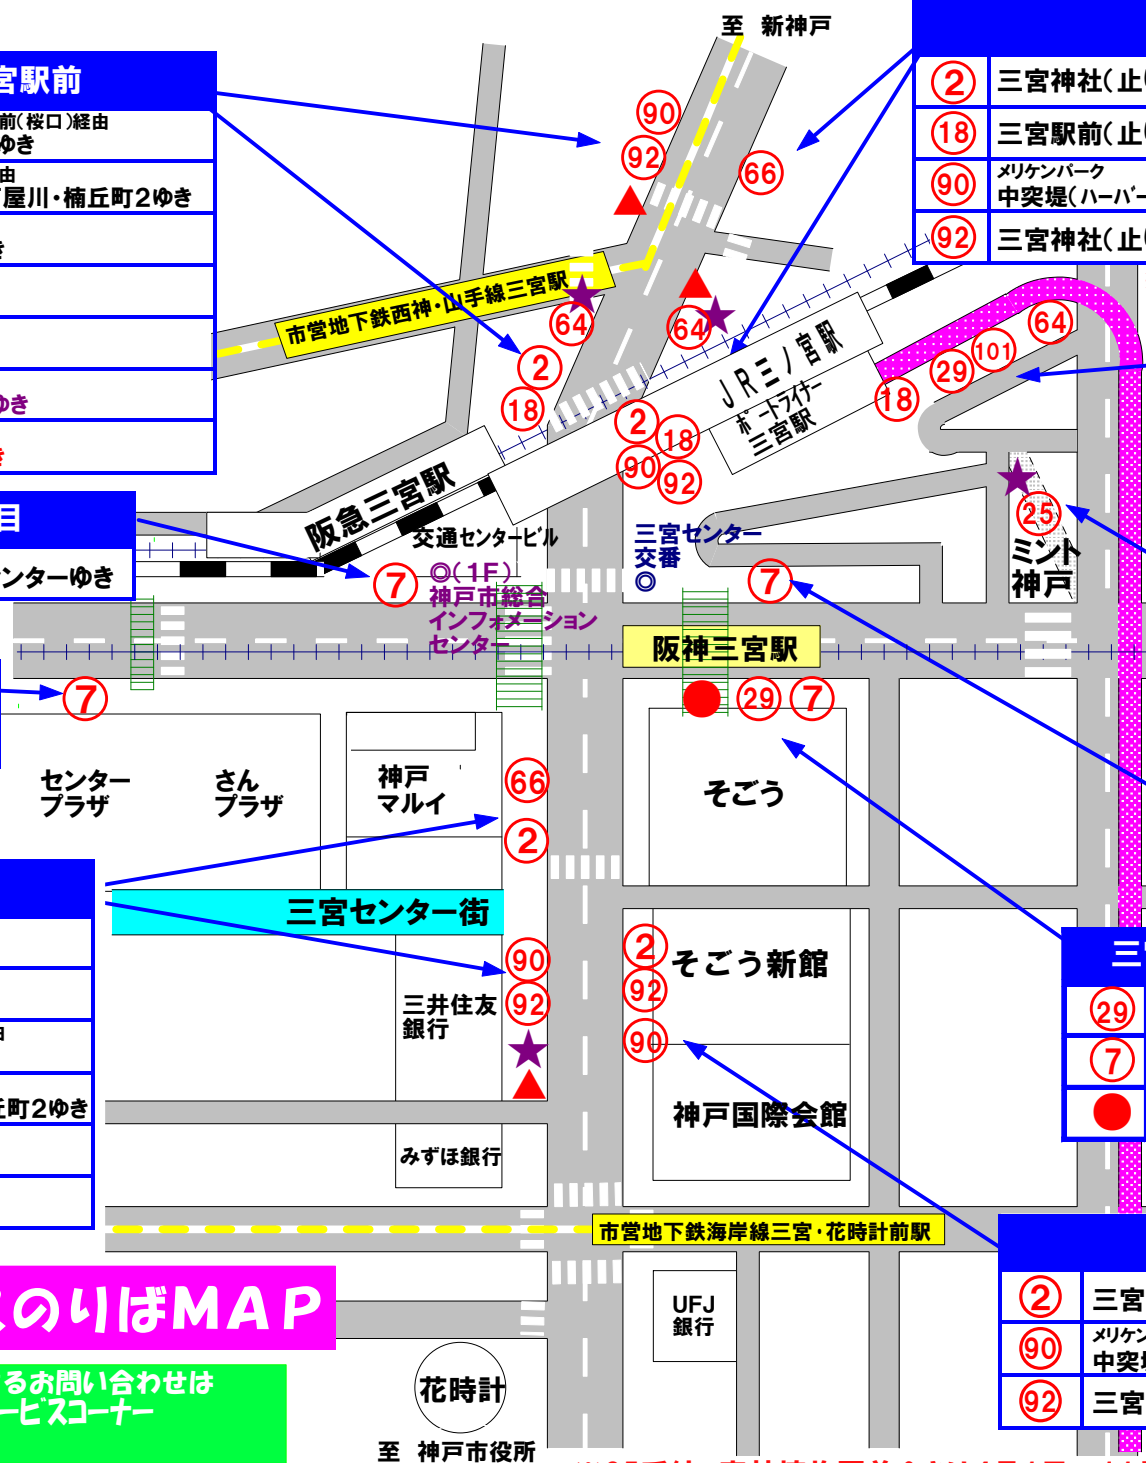 至 新神戸
宮駅前
前(桜口)経由
ゆき
由
屋川・楠丘町2ゆき
き
ゆき
き
2 三宮神社(止
18 三宮駅前(止
90 メリケンパーク
中突堤(ハーバー
92 三宮神社(止
90
92
66
市営地下鉄西神・山手線三宮駅
64
64
2
18
JR三ノ宮駅
ポートライナー
三宮駅
18
29
101
64
2
18
90
92
阪急三宮駅
目
ンターゆき
交通センタービル
◎(1F)
神戸市総合
インフォメーション
センター
三宮センター
交番
◎
7
7
25
ミント
神戸
阪神三宮駅
7
29
7
センター
プラザ
さん
プラザ
神戸
マルイ
そごう
66
2
三宮センター街
90
92
三井住友
銀行
2
92
90
そごう新館
神戸国際会館
三
29
7
由
丘町2ゆき
みずほ銀行
市営地下鉄海岸線三宮・花時計前駅
2 三宮
90 メリケン
中突堤
92 三宮
スのりばMAP
るお問い合わせは
ービスコーナー
UFJ
銀行
花時計
至 神戸市役所